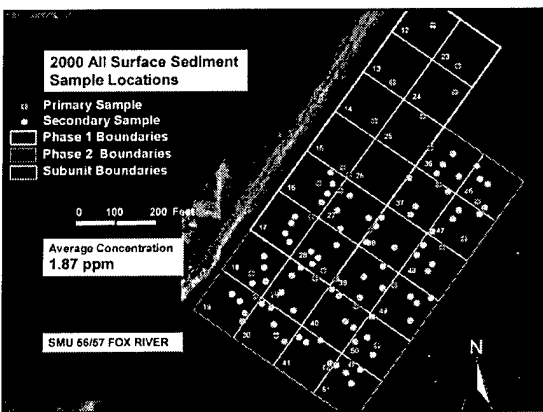 2000 All Surface Sediment
Sample Locations
Primary Sample
Secondary Sample
Phase 1 Boundaries
Phase 2 Boundaries
Subunit Boundaries
0 100 200 Feet
Average Concentration
1.87 ppm
SMU 56/57 FOX RIVER
N
12
23
13
24
14
25
15
36
26
46
16
37
27
47
17
38
28
48
18
39
29
49
19
40
30
50
41
51